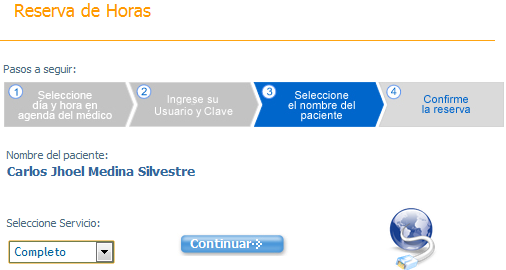 Reserva de Horas
Pasos a seguir:
1
Seleccione
día y hora en
agenda del médico
2
Ingrese su
Usuario y Clave
3
Seleccione
el nombre del
paciente
4
Confirme
la reserva
Nombre del paciente:
Carlos Jhoel Medina Silvestre
Seleccione Servicio:
Completo
Continuar